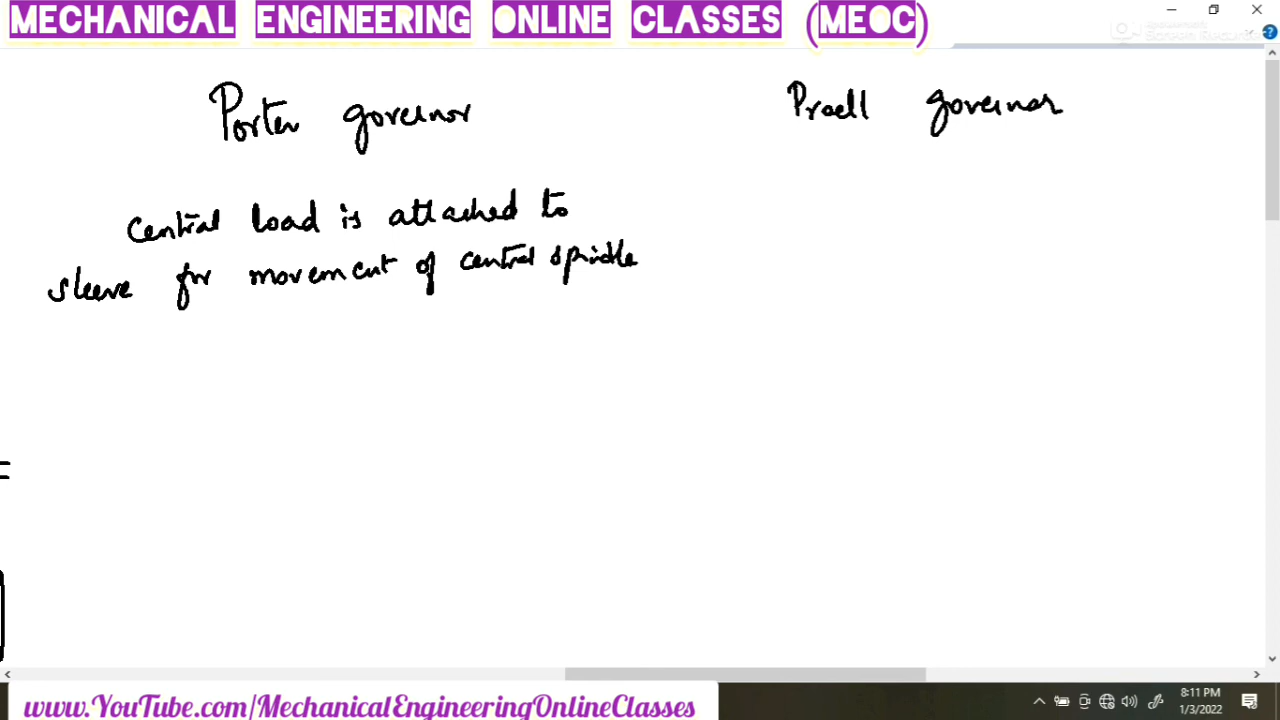 MECHANICAL ENGINEERING ONLINE CLASSES (MEOC)
Porter governor
Proell governor
central load is attached to
sleeve for movement of central spindle
8:11 PM
1/3/2022
www.YouTube.com/MechanicalEngineeringOnlineClasses